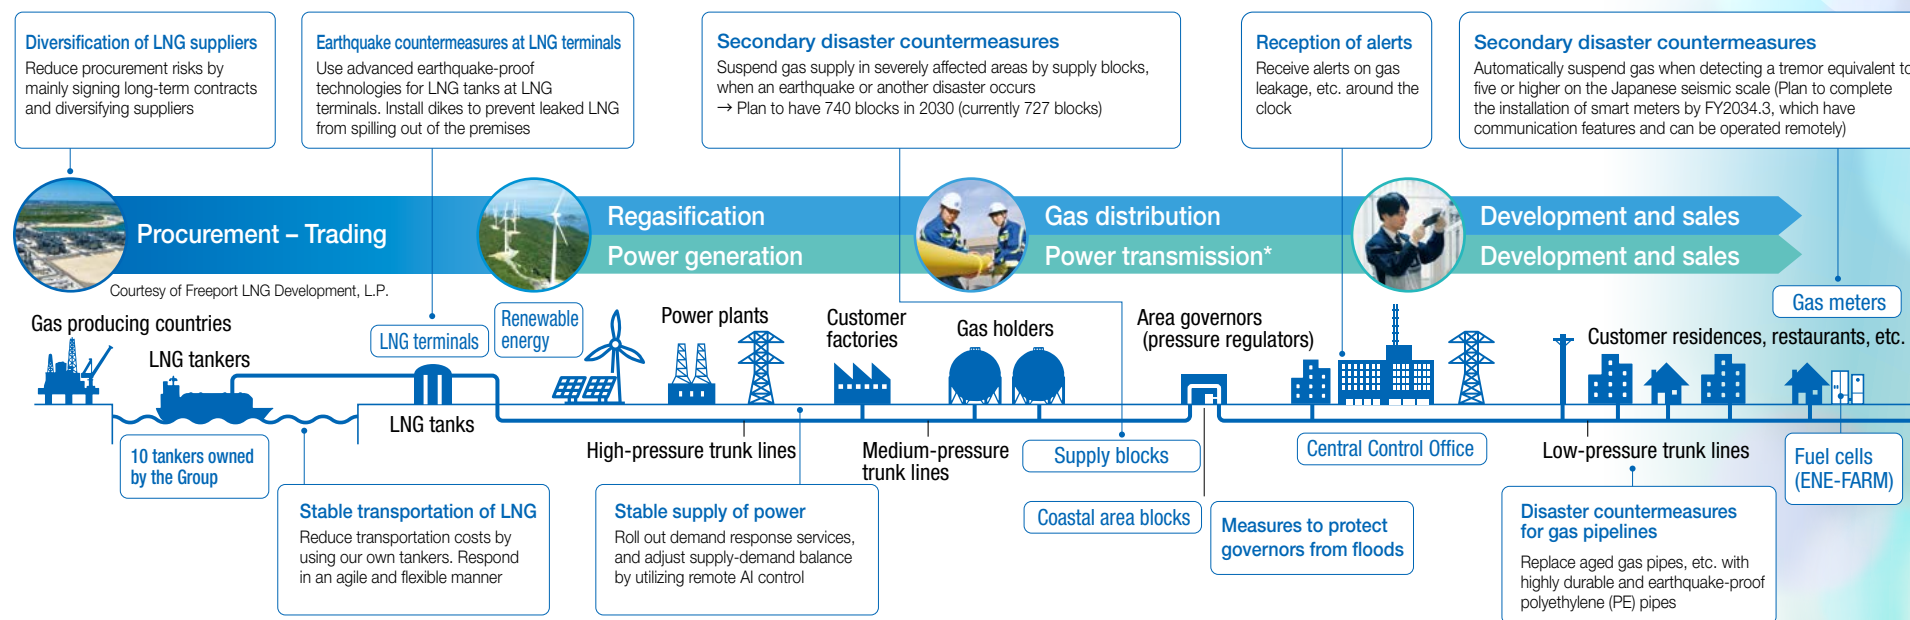 Diversification of LNG suppliers
Reduce procurement risks by
mainly signing long-term contracts
and diversifying suppliers
Earthquake countermeasures at LNG terminals
Use advanced earthquake-proof
technologies for LNG tanks at LNG
terminals. Install dikes to prevent leaked LNG
from spilling out of the premises
Secondary disaster countermeasures
Suspend gas supply in severely affected areas by supply blocks,
when an earthquake or another disaster occurs
→ Plan to have 740 blocks in 2030 (currently 727 blocks)
Reception of alerts
Receive alerts on gas
leakage, etc. around the
clock
Secondary disaster countermeasures
Automatically suspend gas when detecting a tremor equivalent to
five or higher on the Japanese seismic scale (Plan to complete
the installation of smart meters by FY2034.3, which have
communication features and can be operated remotely)
Procurement – Trading
Regasification
Power generation
Gas distribution
Power transmission*
Development and sales
Development and sales
Courtesy of Freeport LNG Development, L.P.
Gas producing countries
LNG tankers
LNG terminals
LNG tanks
Renewable
energy
Power plants
Customer
factories
Gas holders
Area governors
(pressure regulators)
Gas meters
Customer residences, restaurants, etc.
10 tankers owned
by the Group
High-pressure trunk lines
Medium-pressure
trunk lines
Supply blocks
Coastal area blocks
Central Control Office
Low-pressure trunk lines
Fuel cells
(ENE-FARM)
Stable transportation of LNG
Reduce transportation costs by
using our own tankers. Respond
in an agile and flexible manner
Stable supply of power
Roll out demand response services,
and adjust supply-demand balance
by utilizing remote AI control
Measures to protect
governors from floods
Disaster countermeasures
for gas pipelines
Replace aged gas pipes, etc. with
highly durable and earthquake-proof
polyethylene (PE) pipes